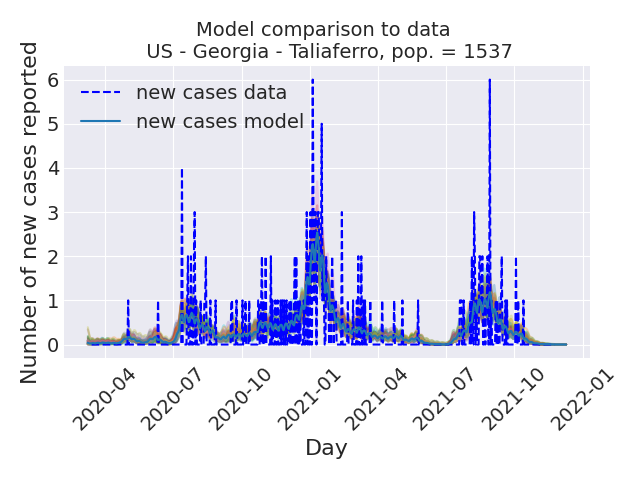 Model comparison to data
US - Georgia - Taliaferro, pop. = 1537
Number of new cases reported
6
5
4
3
2
1
0
new cases data
new cases model
2020-04
2020-07
2020-10
2021-01
2021-04
2021-07
2021-10
2022-01
Day